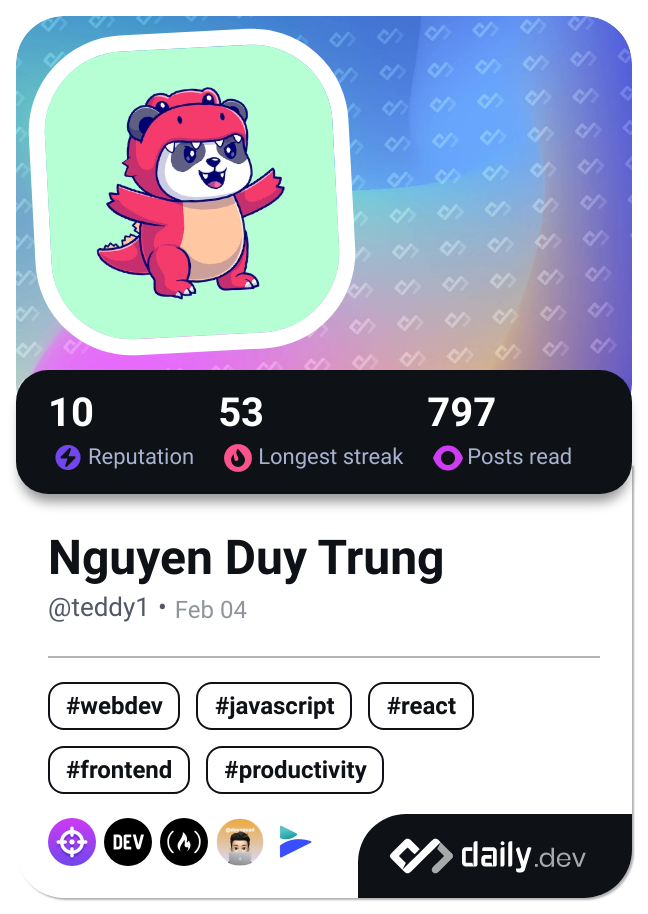 10 53 797
Reputation Longest streak Posts read
Nguyen Duy Trung
@teddy1 • Feb 04
#webdev #javascript #react
#frontend #productivity
DEV
daily.dev